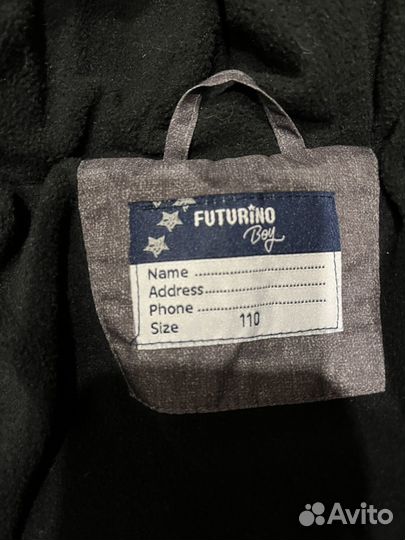 FUTURiNO
Boy
Name ........................
Address ........................
Phone ........................
Size 110
Avito